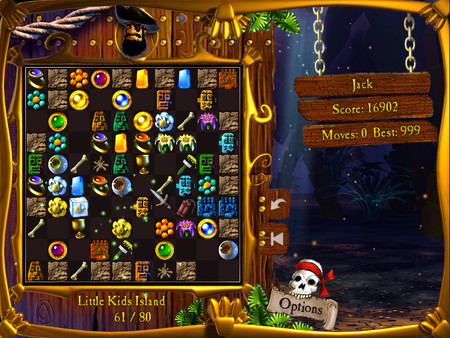 Jack
Score: 16902
Moves: 0 Best: 999
Little Kids Island
61 / 80
Options